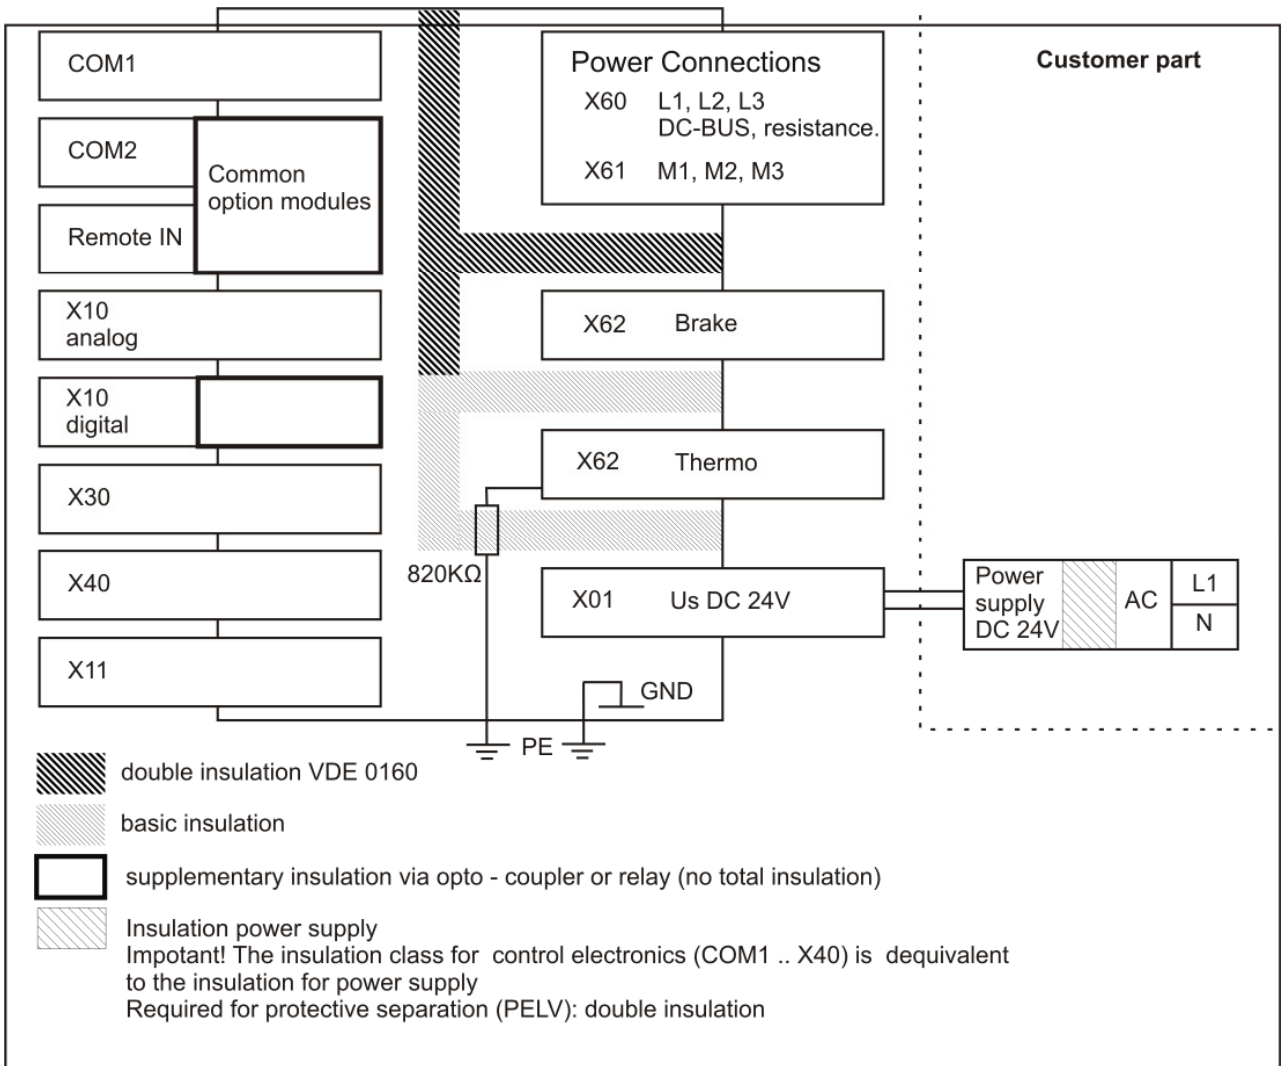 COM1
COM2
Common
option modules
Remote IN
X10
analog
X10
digital
X30
X40
X11
Power Connections
X60 L1, L2, L3
DC-BUS, resistance.
X61 M1, M2, M3
X62 Brake
X62 Thermo
820KΩ
X01 Us DC 24V
GND
PE
Customer part
Power
supply
DC 24V
AC
L1
N
double insulation VDE 0160
basic insulation
supplementary insulation via opto - coupler or relay (no total insulation)
Insulation power supply
Impotant! The insulation class for control electronics (COM1 .. X40) is dequivalent
to the insulation for power supply
Required for protective separation (PELV): double insulation